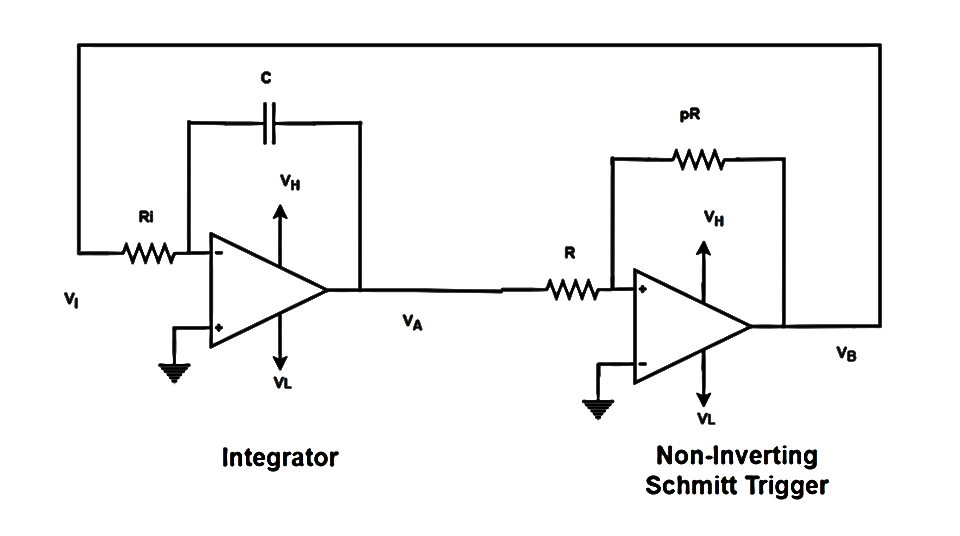 C
pR
VH
VH
Ri
R
-
+
VI
+
-
VA
VB
VL
VL
Integrator
Non-Inverting
Schmitt Trigger